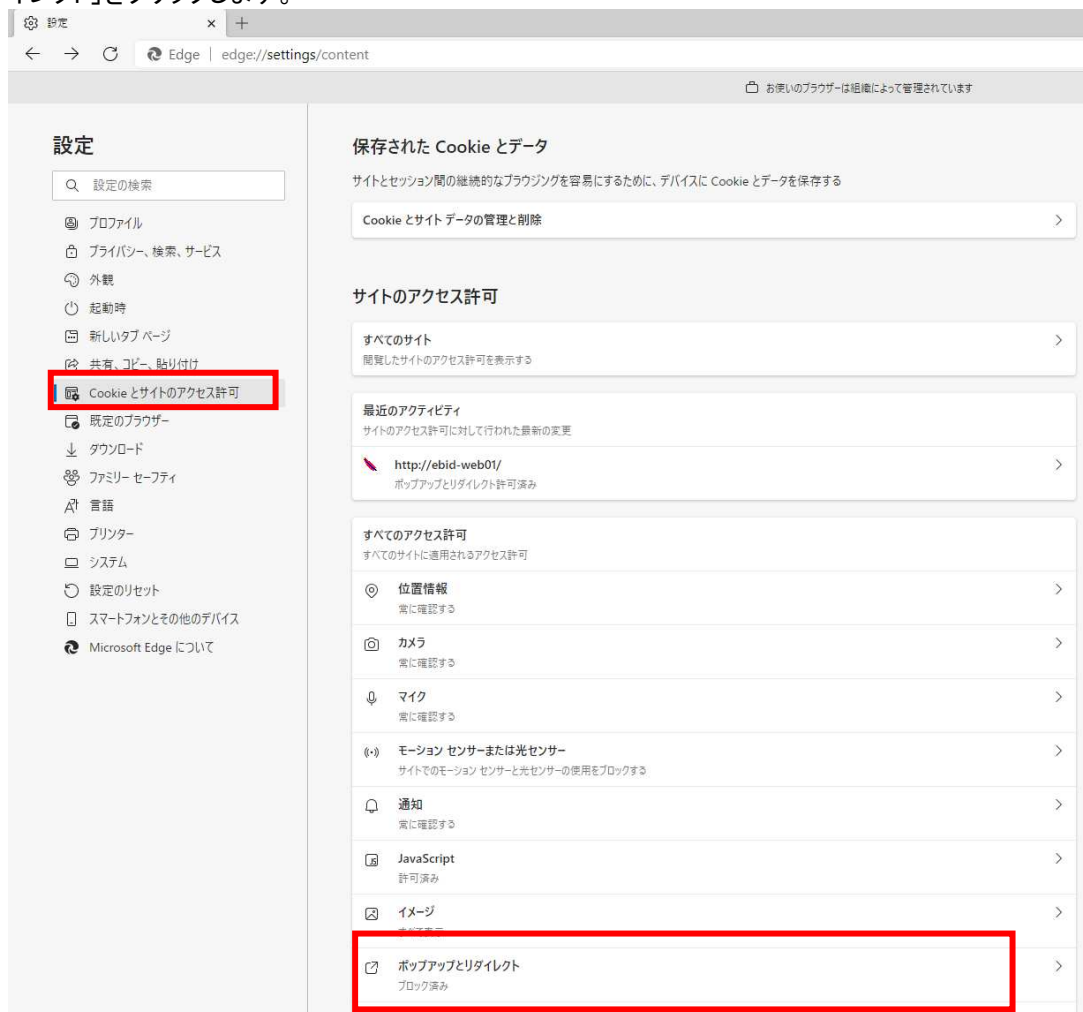 設定
Edge | edge://settings/content
お使いのブラウザーは組織によって管理されています
設定
設定の検索
プロファイル
プライバシー、検索、サービス
外観
起動時
新しいタブ ページ
共有、コピー、貼り付け
Cookie とサイトのアクセス許可
既定のブラウザー
ダウンロード
ファミリー セーフティ
言語
プリンター
システム
設定のリセット
スマートフォンとその他のデバイス
Microsoft Edge について
保存された Cookie とデータ
サイトとセッション間の継続的なブラウジングを容易にするために、デバイスに Cookie とデータを保存する
Cookie とサイト データの管理と削除
サイトのアクセス許可
すべてのサイト
閲覧したサイトのアクセス許可を表示する
最近のアクティビティ
サイトのアクセス許可に対して行われた最新の変更
http://ebid-web01/
ポップアップとリダイレクト許可済み
すべてのアクセス許可
すべてのサイトに適用されるアクセス許可
位置情報
常に確認する
カメラ
常に確認する
マイク
常に確認する
モーション センサーまたは光センサー
サイトでのモーション センサーと光センサーの使用をブロックする
通知
常に確認する
JavaScript
許可済み
イメージ
ポップアップとリダイレクト
ブロック済み